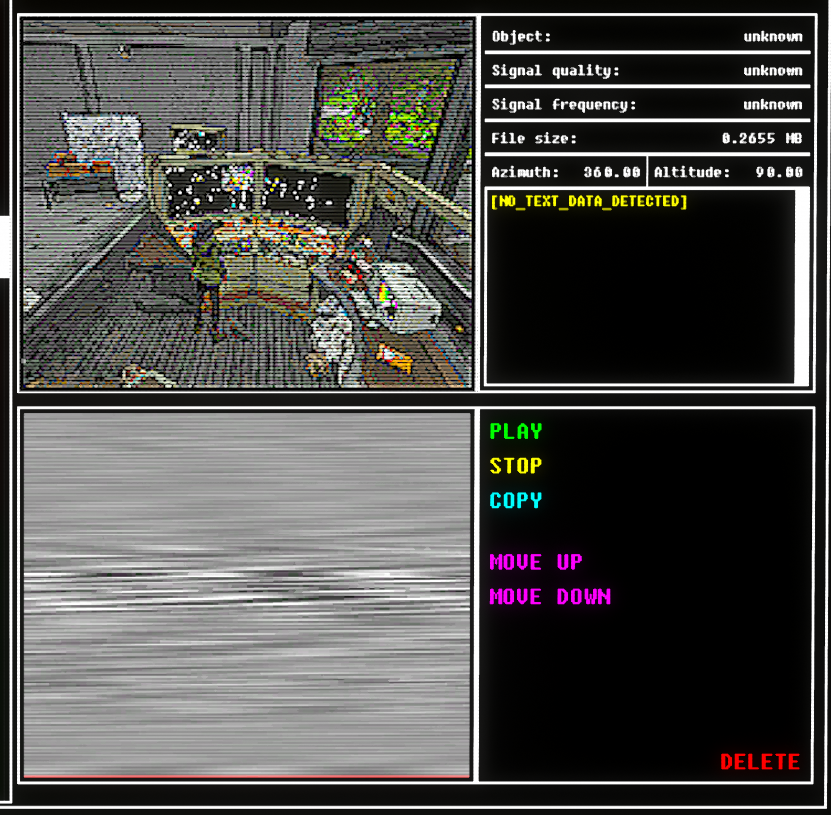 Object: unknown
Signal quality: unknown
Signal frequency: unknown
File size: 0.2655 MB
Azimuth: 360.00 Altitude: 90.00
[NO_TEXT_DATA_DETECTED]
PLAY
STOP
COPY
MOVE UP
MOVE DOWN
DELETE